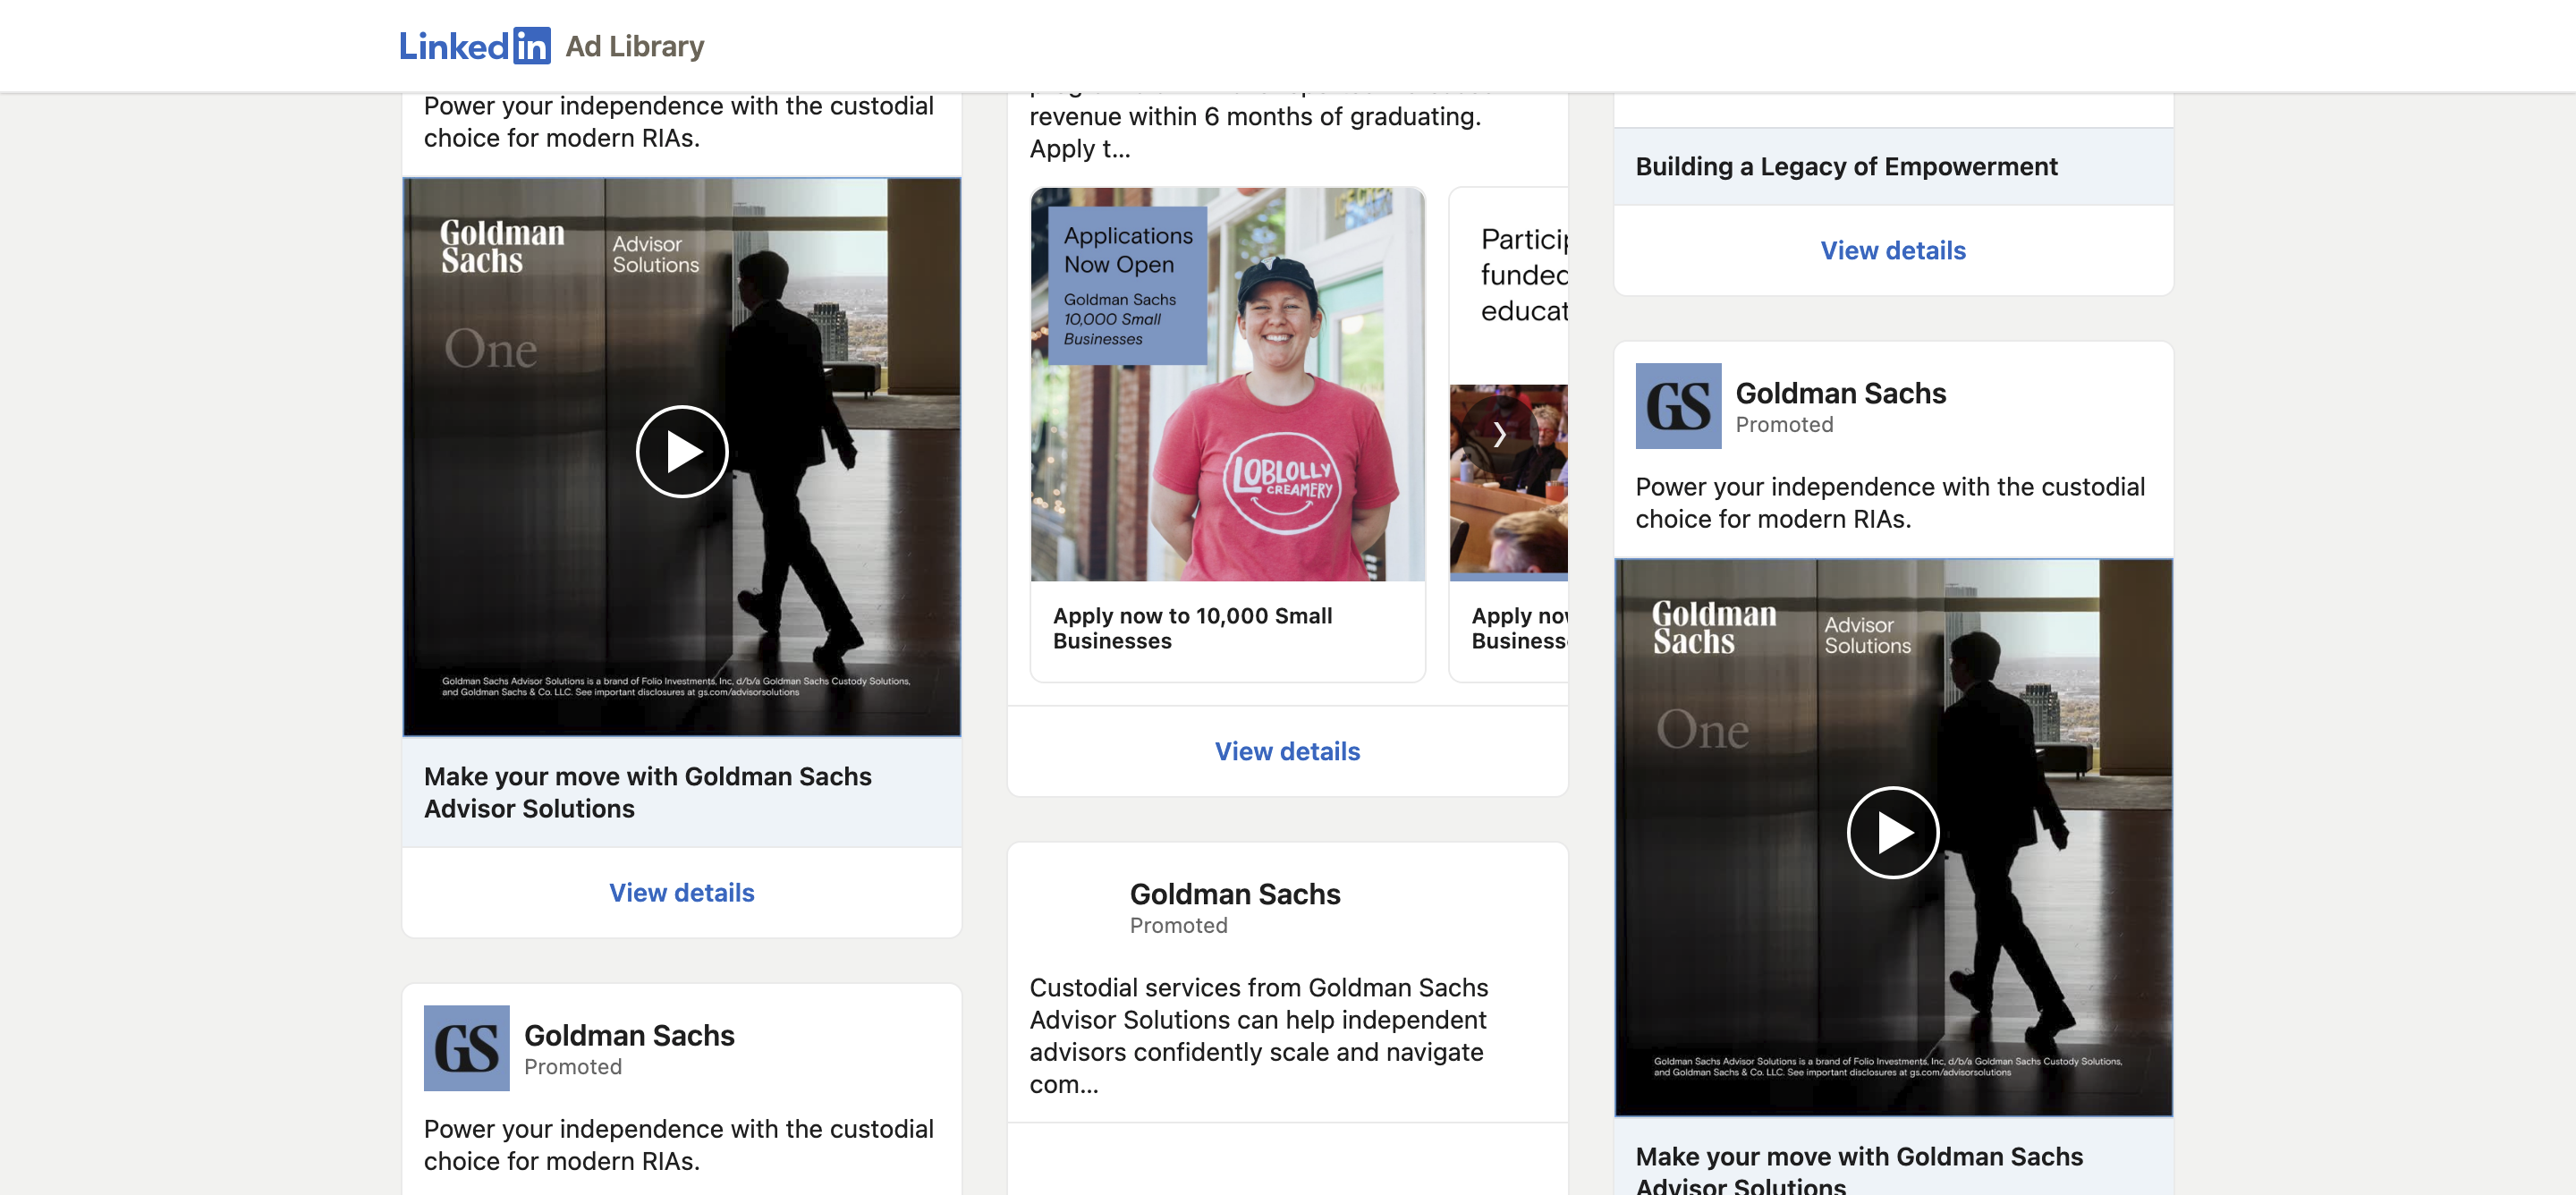 Linkedin Ad Library
Power your independence with the custodial
choice for modern RIAs.
Goldman
Sachs
Advisor
Solutions
One
Goldman Sachs Advisor Solutions is a brand of Folio Investments, Inc, d/b/a Goldman Sachs Custody Solutions,
and Goldman Sachs & Co. LLC. See important disclosures at gs.com/advisorsolutions
Make your move with Goldman Sachs
Advisor Solutions
View details
GS
Goldman Sachs
Promoted
Power your independence with the custodial
choice for modern RIAs.
revenue within 6 months of graduating.
Apply t...
Applications
Now Open
Goldman Sachs
10,000 Small
Businesses
LOBLOLLY
CREAMERY
Apply now to 10,000 Small
Businesses
Particip
funded
educat
Apply now
Business
View details
Goldman Sachs
Promoted
Custodial services from Goldman Sachs
Advisor Solutions can help independent
advisors confidently scale and navigate
com...
Building a Legacy of Empowerment
View details
GS
Goldman Sachs
Promoted
Power your independence with the custodial
choice for modern RIAs.
Goldman
Sachs
Advisor
Solutions
One
Goldman Sachs Advisor Solutions is a brand of Folio Investments, Inc, d/b/a Goldman Sachs Custody Solutions,
and Goldman Sachs & Co. LLC. See important disclosures at gs.com/advisorsolutions
Make your move with Goldman Sachs
Advisor Solutions